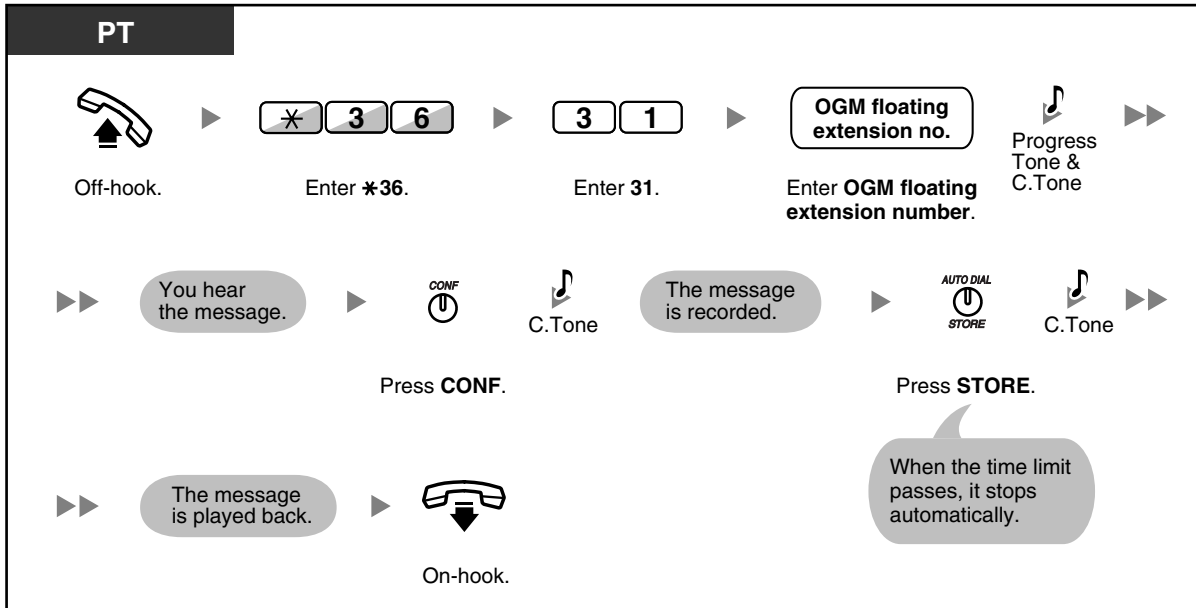 PT
✳ 3 6
3 1
OGM floating
extension no.
Progress
Tone &
C.Tone
Off-hook.
Enter ✳36.
Enter 31.
Enter OGM floating
extension number.
You hear
the message.
CONF
C.Tone
The message
is recorded.
AUTO DIAL
STORE
C.Tone
Press CONF.
Press STORE.
When the time limit
passes, it stops
automatically.
The message
is played back.
On-hook.